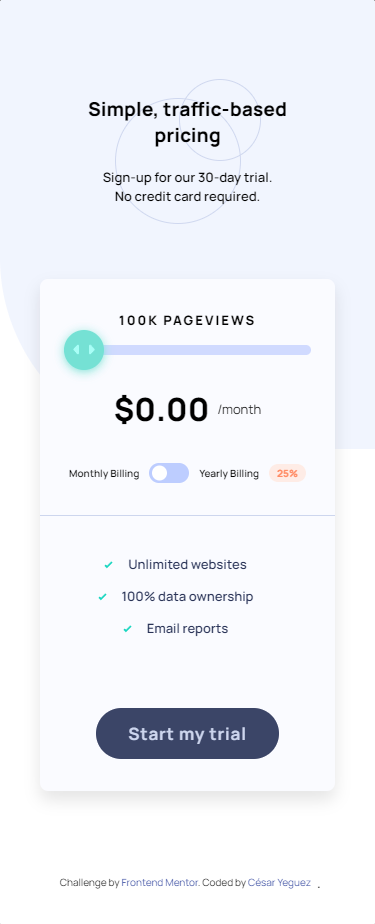 Simple, traffic-based
pricing
Sign-up for our 30-day trial.
No credit card required.
100K PAGEVIEWS
$0.00 /month
Monthly Billing Yearly Billing 25%
Unlimited websites
100% data ownership
Email reports
Start my trial
Challenge by Frontend Mentor. Coded by César Yeguez .